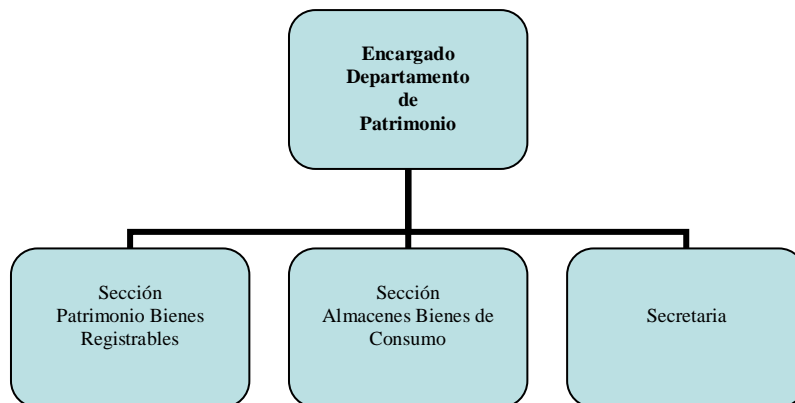 Encargado
Departamento
de
Patrimonio
Sección
Patrimonio Bienes
Registrables
Sección
Almacenes Bienes de
Consumo
Secretaria